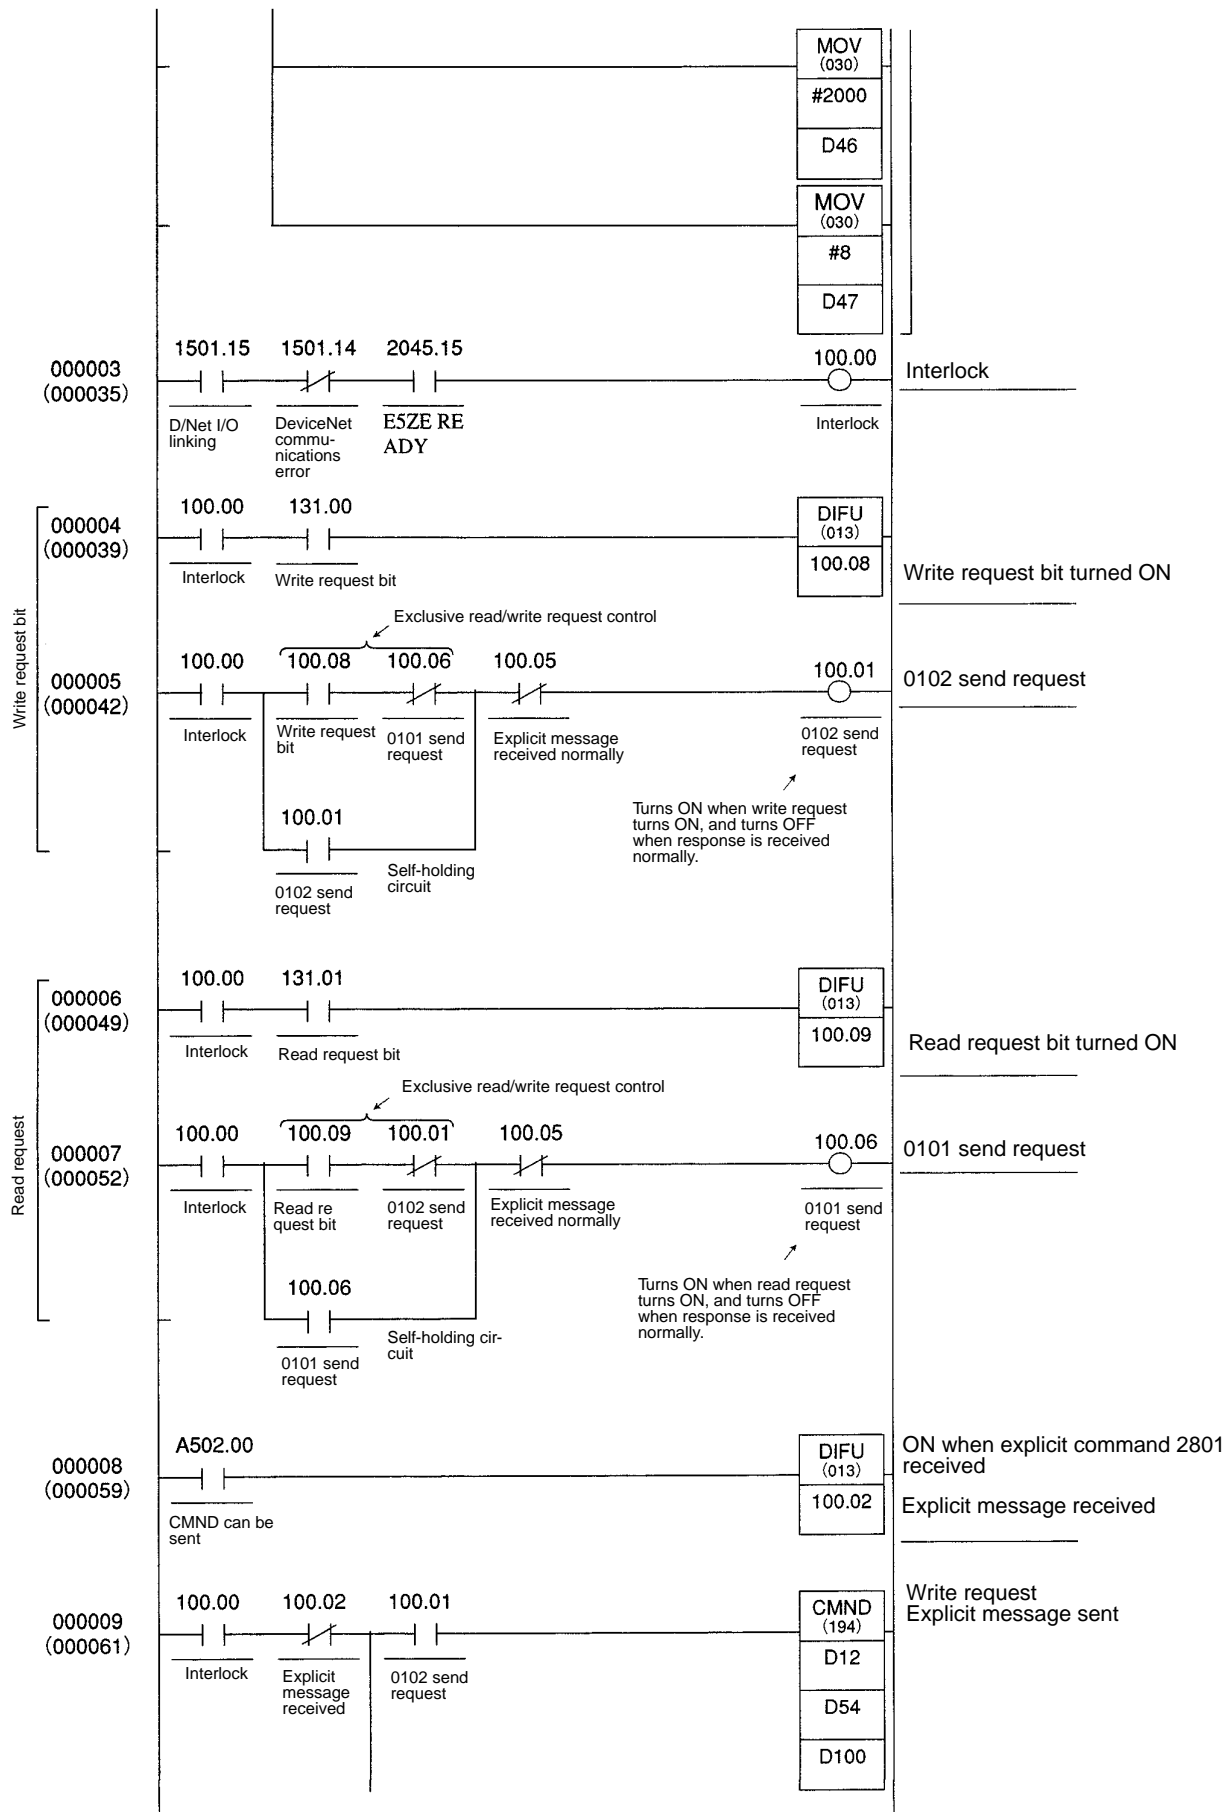 MOV
(030)
#2000
D46
MOV
(030)
#8
D47
1501.15 1501.14 2045.15 100.00
000003
(000035)
Interlock
D/Net I/O
linking
DeviceNet
commu-
nications
error
E5ZE RE
ADY
Interlock
100.00 131.00
000004
(000039)
DIFU
(013)
100.08
Interlock Write request bit
Write request bit turned ON
Write request bit
Exclusive read/write request control
100.00 100.08 100.06 100.05 100.01
000005
(000042)
0102 send request
Interlock
Write request
bit
0101 send
request
Explicit message
received normally
0102 send
request
Turns ON when write request
turns ON, and turns OFF
when response is received
normally.
100.01
Self-holding
circuit
0102 send
request
100.00 131.01
000006
(000049)
DIFU
(013)
100.09
Interlock Read request bit
Read request bit turned ON
Read request
Exclusive read/write request control
100.00 100.09 100.01 100.05 100.06
000007
(000052)
0101 send request
Interlock
Read re
quest bit
0102 send
request
Explicit message
received normally
0101 send
request
Turns ON when read request
turns ON, and turns OFF
when response is received
normally.
100.06
Self-holding cir-
cuit
0101 send
request
A502.00
000008
(000059)
DIFU
(013)
100.02
ON when explicit command 2801
received
Explicit message received
CMND can be
sent
100.00 100.02 100.01
000009
(000061)
CMND
(194)
D12
D54
D100
Write request
Explicit message sent
Interlock
Explicit
message
received
0102 send
request